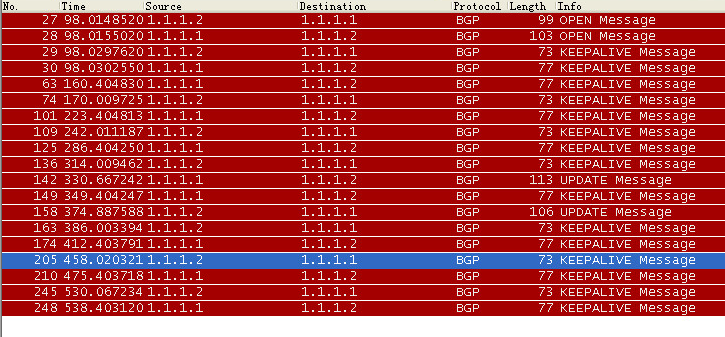 No. Time Source Destination Protocol Length Info
27 98.0148520 1.1.1.2 1.1.1.1 BGP 99 OPEN Message
28 98.0155020 1.1.1.1 1.1.1.2 BGP 103 OPEN Message
29 98.0297620 1.1.1.2 1.1.1.1 BGP 73 KEEPALIVE Message
30 98.0302550 1.1.1.1 1.1.1.2 BGP 77 KEEPALIVE Message
63 160.404830 1.1.1.1 1.1.1.2 BGP 77 KEEPALIVE Message
74 170.009725 1.1.1.2 1.1.1.1 BGP 73 KEEPALIVE Message
101 223.404813 1.1.1.1 1.1.1.2 BGP 77 KEEPALIVE Message
109 242.011187 1.1.1.2 1.1.1.1 BGP 73 KEEPALIVE Message
125 286.404250 1.1.1.1 1.1.1.2 BGP 77 KEEPALIVE Message
136 314.009462 1.1.1.2 1.1.1.1 BGP 73 KEEPALIVE Message
142 330.667242 1.1.1.2 1.1.1.1 BGP 113 UPDATE Message
149 349.404247 1.1.1.1 1.1.1.2 BGP 77 KEEPALIVE Message
158 374.887588 1.1.1.2 1.1.1.1 BGP 106 UPDATE Message
163 386.003394 1.1.1.2 1.1.1.1 BGP 73 KEEPALIVE Message
174 412.403791 1.1.1.1 1.1.1.2 BGP 77 KEEPALIVE Message
205 458.020321 1.1.1.2 1.1.1.1 BGP 73 KEEPALIVE Message
210 475.403718 1.1.1.1 1.1.1.2 BGP 77 KEEPALIVE Message
245 530.067234 1.1.1.2 1.1.1.1 BGP 73 KEEPALIVE Message
248 538.403120 1.1.1.1 1.1.1.2 BGP 77 KEEPALIVE Message